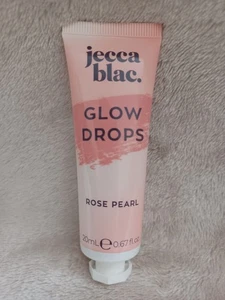 jecca
blac.
GLOW
DROPS
ROSE PEARL
20mL ℮ 0.67 fl.oz